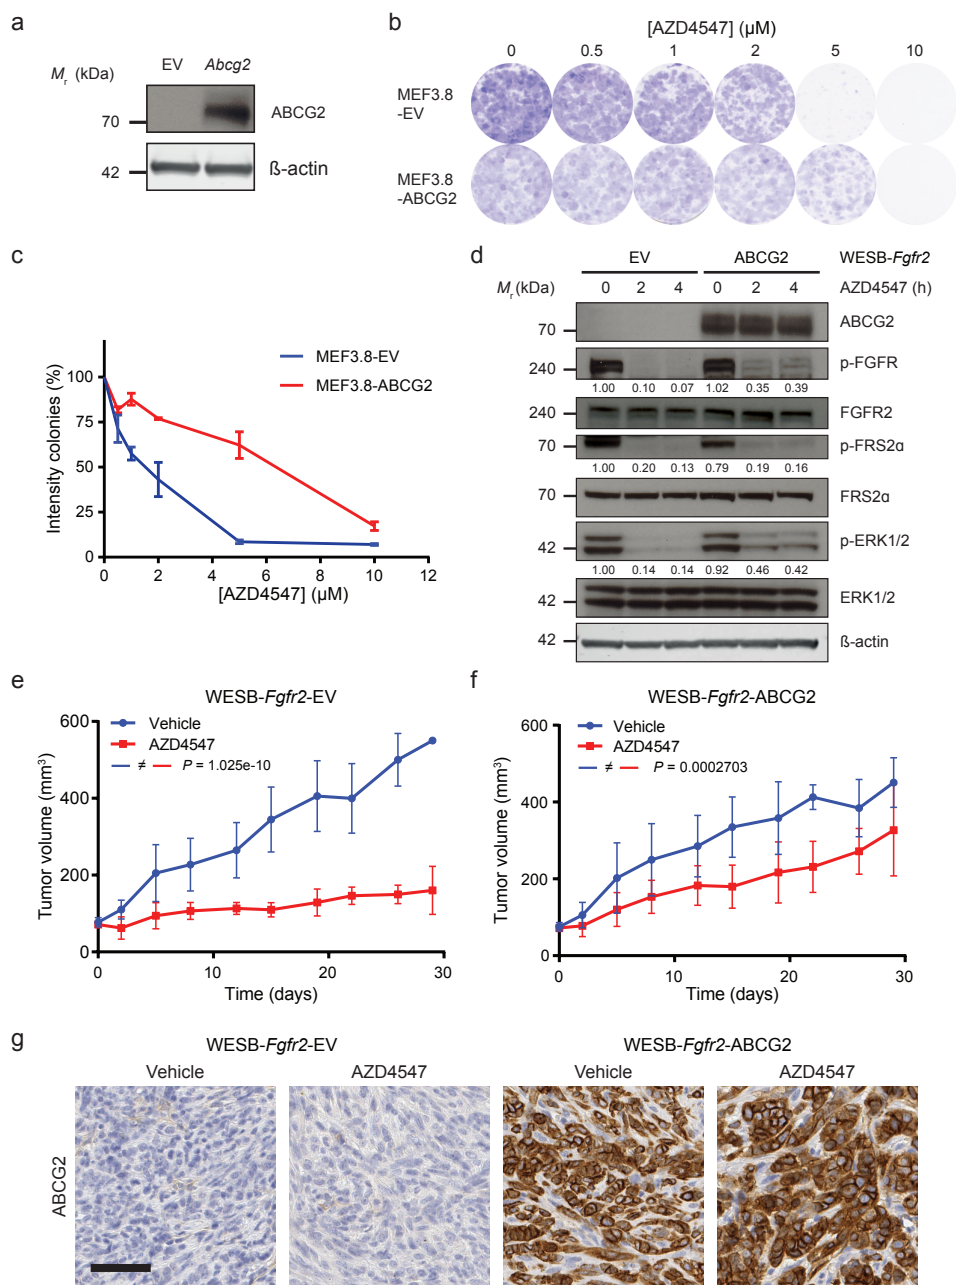 a
EV Abcg2
Mr (kDa)
70
ABCG2
42
ß-actin
b
[AZD4547] (μM)
0 0.5 1 2 5 10
MEF3.8
-EV
MEF3.8
-ABCG2
c
Intensity colonies (%)
100
75
50
25
0
0 2 4 6 8 10 12
[AZD4547] (μM)
MEF3.8-EV
MEF3.8-ABCG2
d
EV ABCG2 WESB-Fgfr2
Mr(kDa) 0 2 4 0 2 4 AZD4547 (h)
70 ABCG2
240 p-FGFR
1.00 0.10 0.07 1.02 0.35 0.39
240 FGFR2
70 p-FRS2α
1.00 0.20 0.13 0.79 0.19 0.16
70 FRS2α
42 p-ERK1/2
1.00 0.14 0.14 0.92 0.46 0.42
42 ERK1/2
42 ß-actin
e
WESB-Fgfr2-EV
Vehicle
AZD4547
≠ P = 1.025e-10
Tumor volume (mm³)
600
400
200
0
0 10 20 30
Time (days)
f
WESB-Fgfr2-ABCG2
Vehicle
AZD4547
≠ P = 0.0002703
Tumor volume (mm³)
600
400
200
0
0 10 20 30
Time (days)
g
WESB-Fgfr2-EV WESB-Fgfr2-ABCG2
Vehicle AZD4547 Vehicle AZD4547
ABCG2